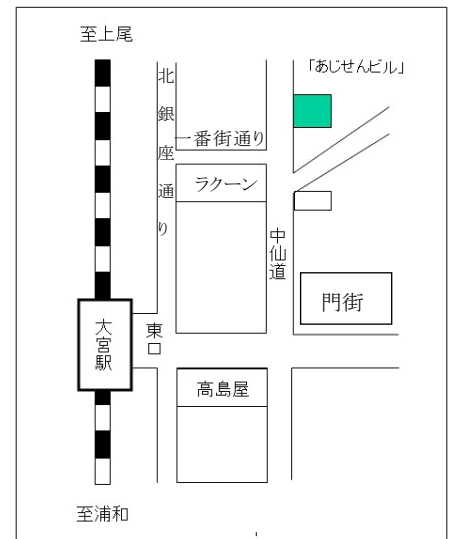 至上尾
「あじせんビル」
北銀座通り
一番街通り
ラクーン
中仙道
門街
大宮駅
東口
高島屋
至浦和